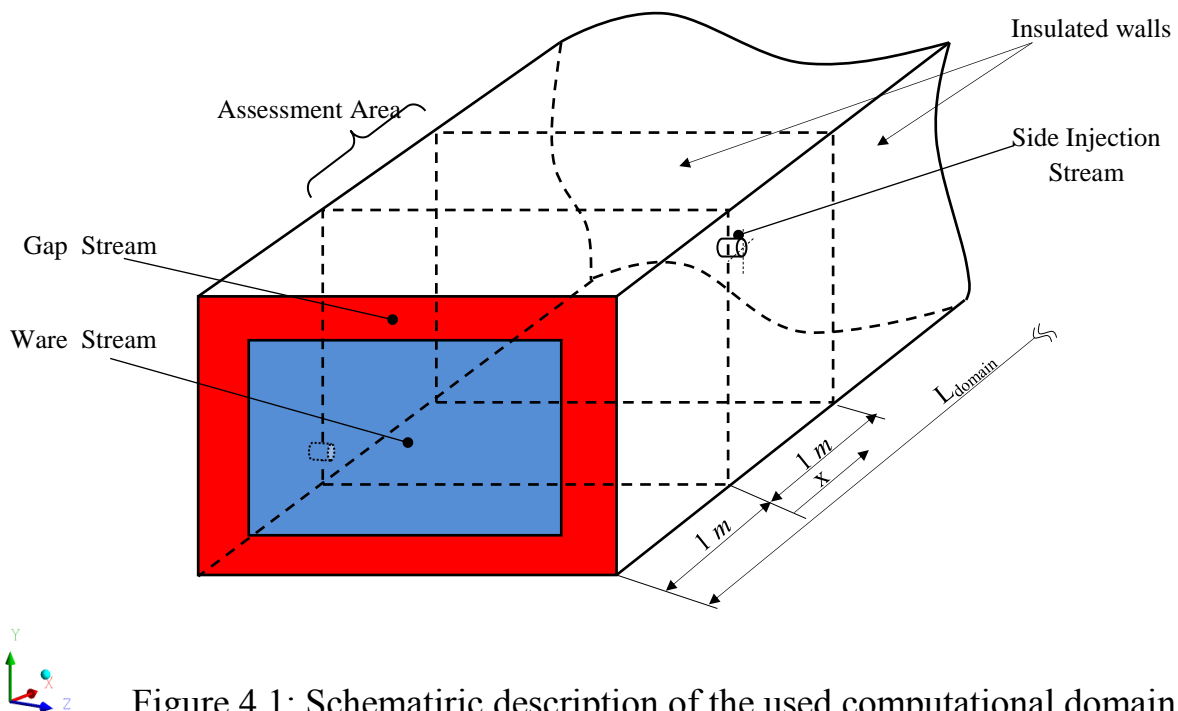 Insulated walls
Assessment Area
Side Injection
Stream
Gap Stream
Ware Stream
L domain
1 m
x
1 m
Y
X
Z
Figure 4.1: Schematiric description of the used computational domain